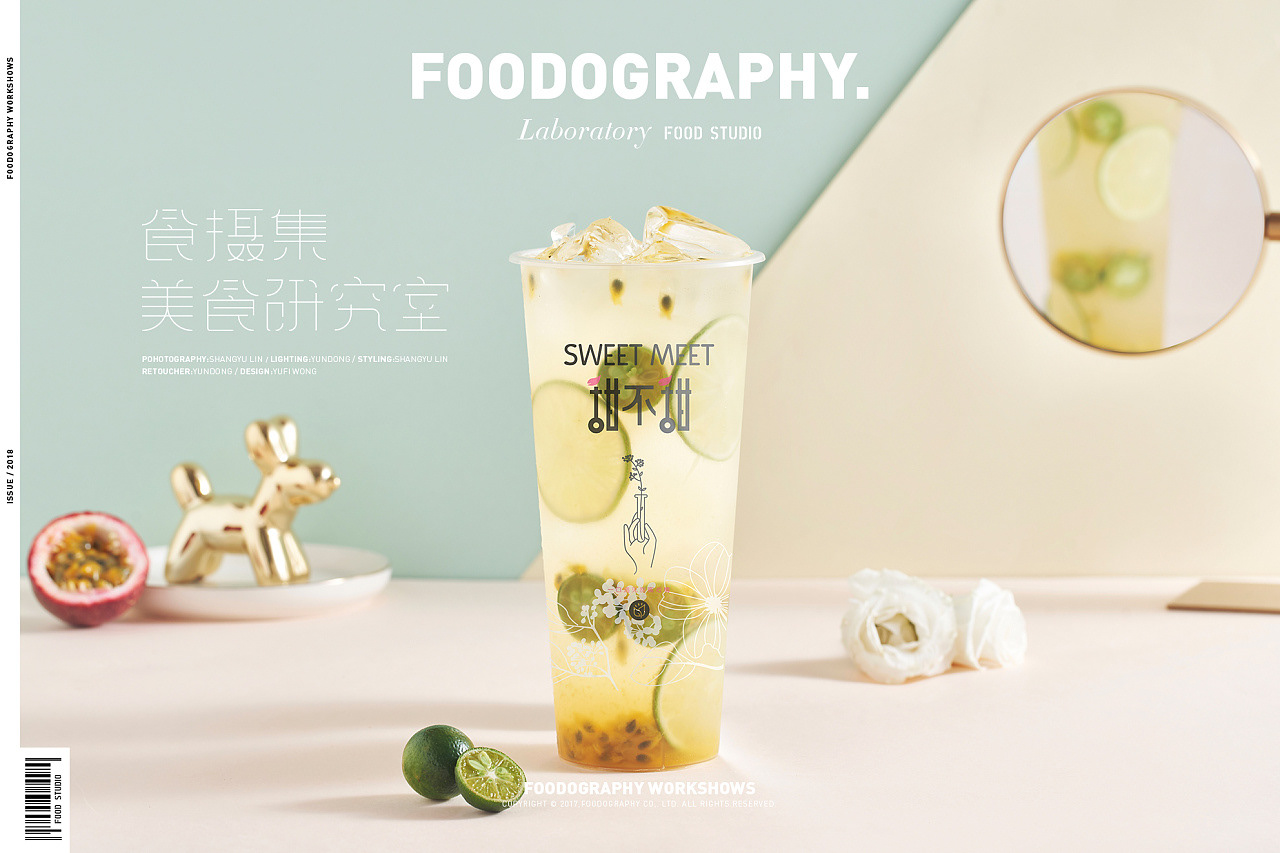 FOODOGRAPHY WORKSHOWS
FOODOGRAPHY.
Laboratory FOOD STUDIO
食摄集
美食研究室
POHOTOGRAPHY:SHANGYU LIN / LIGHTING:YUNDONG / STYLING:SHANGYU LIN
RETOUCHER:YUNDONG / DESIGN:YUFI WONG
SWEET MEET
甜不甜
ISSUE / 2018
FOOD STUDIO
FOODOGRAPHY WORKSHOWS
COPYRIGHT © 2017 FOODOGRAPHY CO., LTD. ALL RIGHTS RESERVED